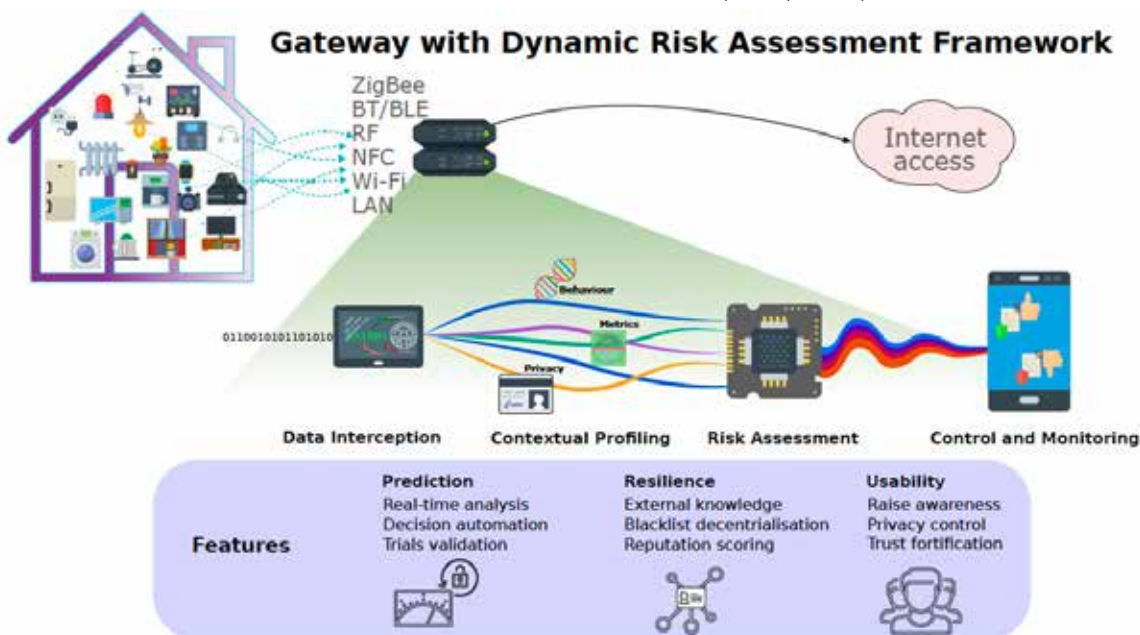 Gateway with Dynamic Risk Assessment Framework
ZigBee
BT/BLE
RF
NFC
Wi-Fi
LAN
Internet
access
Behaviour
Metrics
Privacy
0110010101101010
Data Interception
Contextual Profiling
Risk Assessment
Control and Monitoring
Features
Prediction
Real-time analysis
Decision automation
Trials validation
Resilience
External knowledge
Blacklist decentrialisation
Reputation scoring
Usability
Raise awareness
Privacy control
Trust fortification